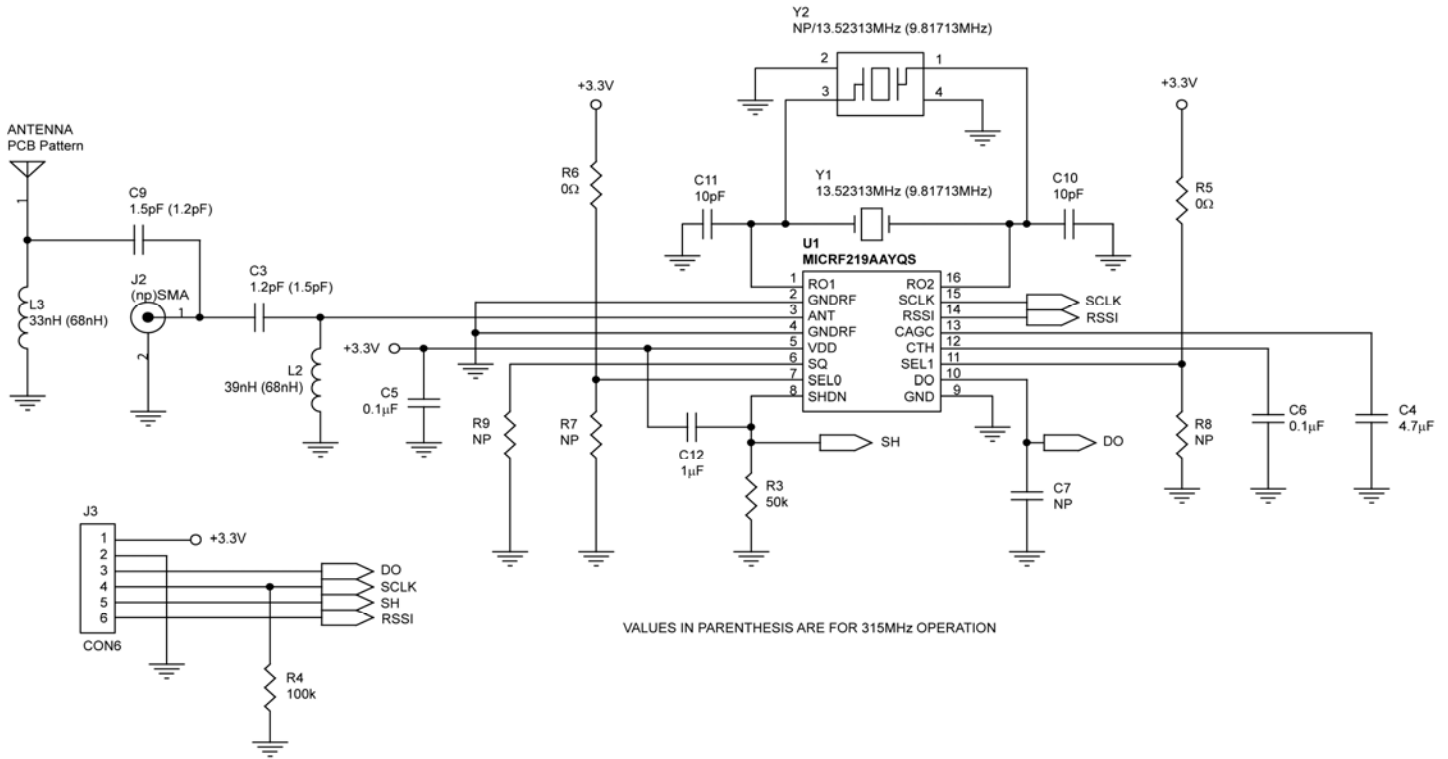 Y2
NP/13.52313MHz (9.81713MHz)
2
1
3
4
+3.3V
+3.3V
ANTENNA
PCB Pattern
1
C9
1.5pF (1.2pF)
R6
0Ω
C11
10pF
Y1
13.52313MHz (9.81713MHz)
C10
10pF
R5
0Ω
J2
(np)SMA
1
2
C3
1.2pF (1.5pF)
L3
33nH (68nH)
U1
MICRF219AAYQS
1 RO1 RO2 16
2 GNDRF SCLK 15 SCLK
3 ANT RSSI 14 RSSI
4 GNDRF CAGC 13
5 VDD CTH 12
6 SQ SEL1 11
7 SEL0 DO 10
8 SHDN GND 9
+3.3V
L2
39nH (68nH)
C5
0.1µF
R9
NP
R7
NP
C12
1µF
SH
R3
50k
DO
C7
NP
R8
NP
C6
0.1µF
C4
4.7µF
J3
1 +3.3V
2
3 DO
4 SCLK
5 SH
6 RSSI
CON6
R4
100k
VALUES IN PARENTHESIS ARE FOR 315MHz OPERATION